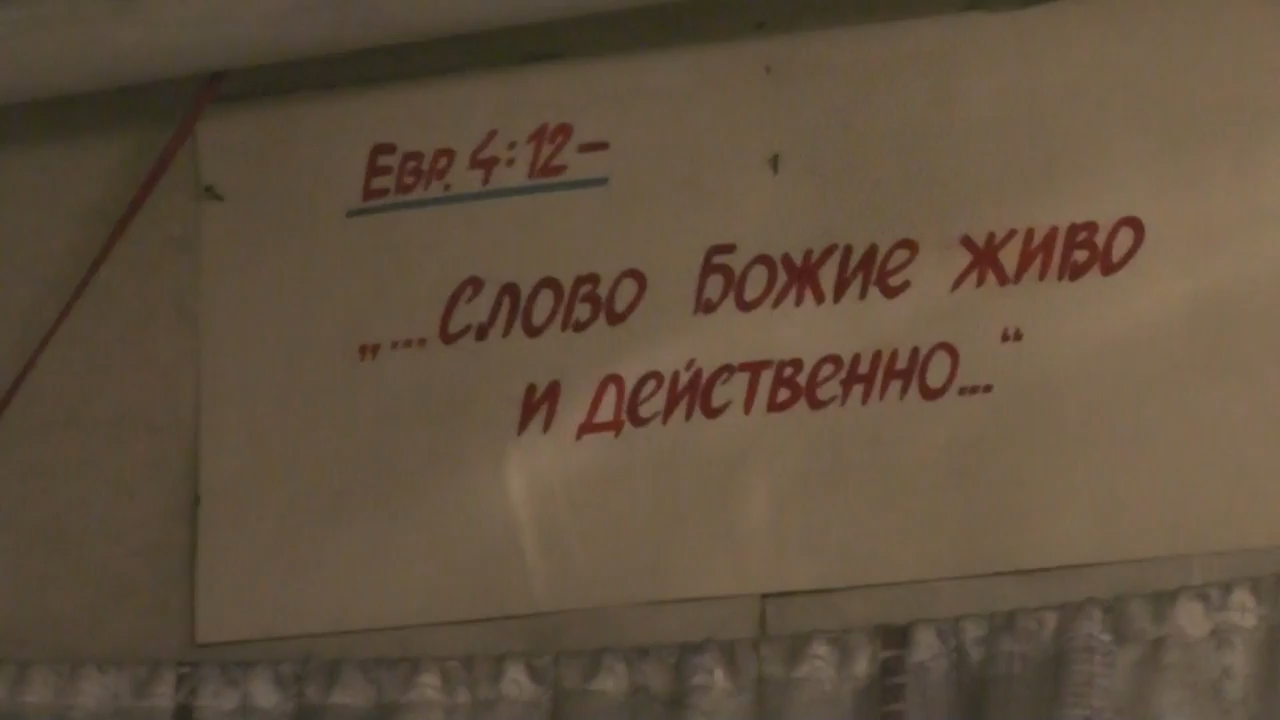 Евр. 4:12–
„...Слово Божие живо
и действенно...“